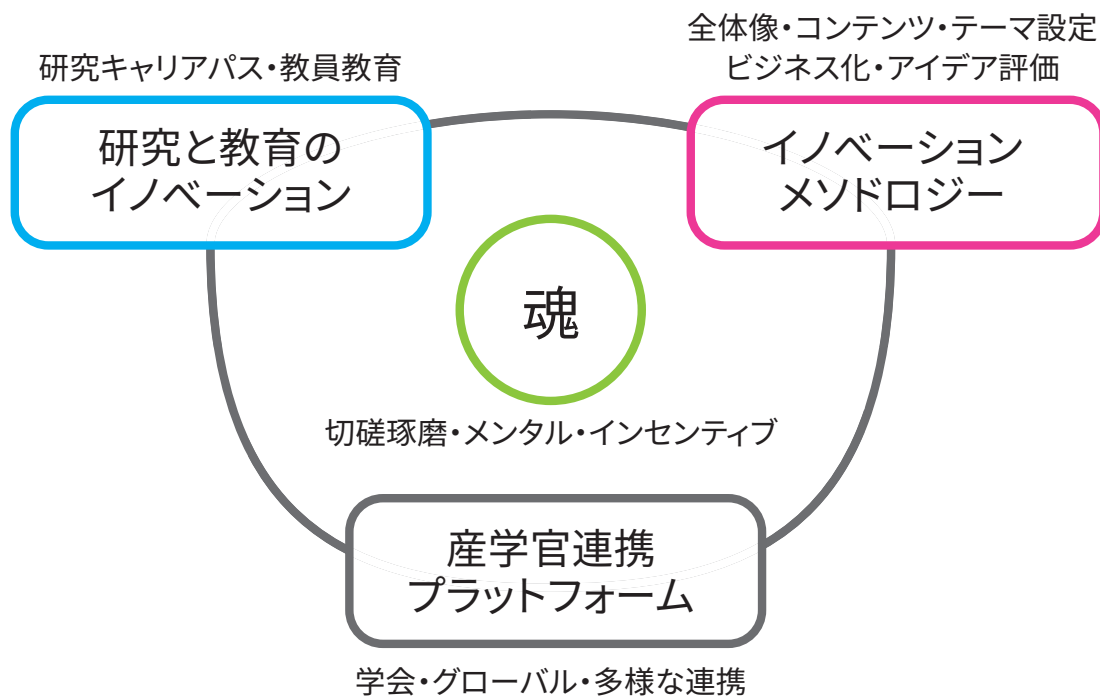 全体像・コンテンツ・テーマ設定
ビジネス化・アイデア評価
研究キャリアパス・教員教育
研究と教育の
イノベーション
イノベーション
メソドロジー
魂
切磋琢磨・メンタル・インセンティブ
産学官連携
プラットフォーム
学会・グローバル・多様な連携